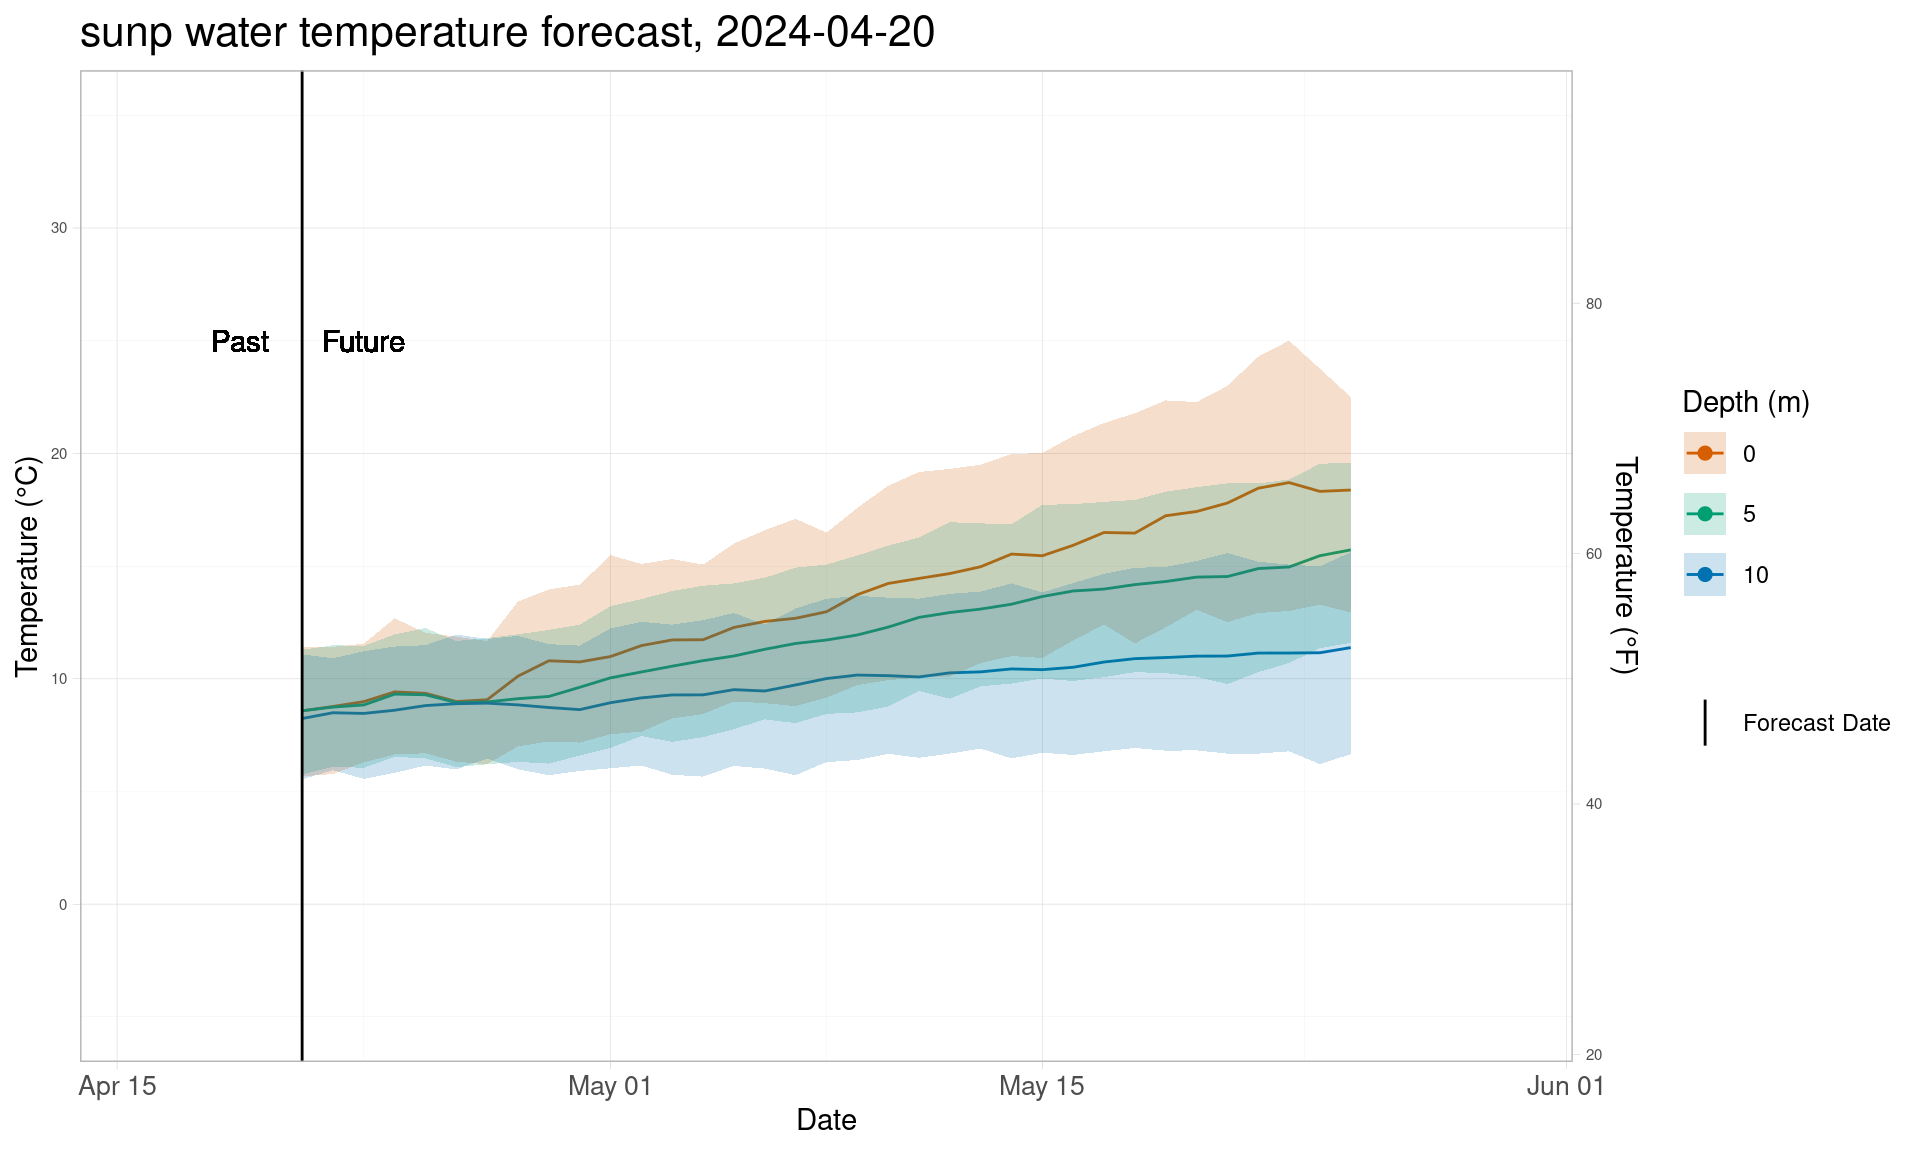 sunp water temperature forecast, 2024-04-20
30
20
10
0
Temperature (°C)
Past
Future
80
60
40
20
Temperature (°F)
Apr 15
May 01
May 15
Jun 01
Date
Depth (m)
0
5
10
Forecast Date